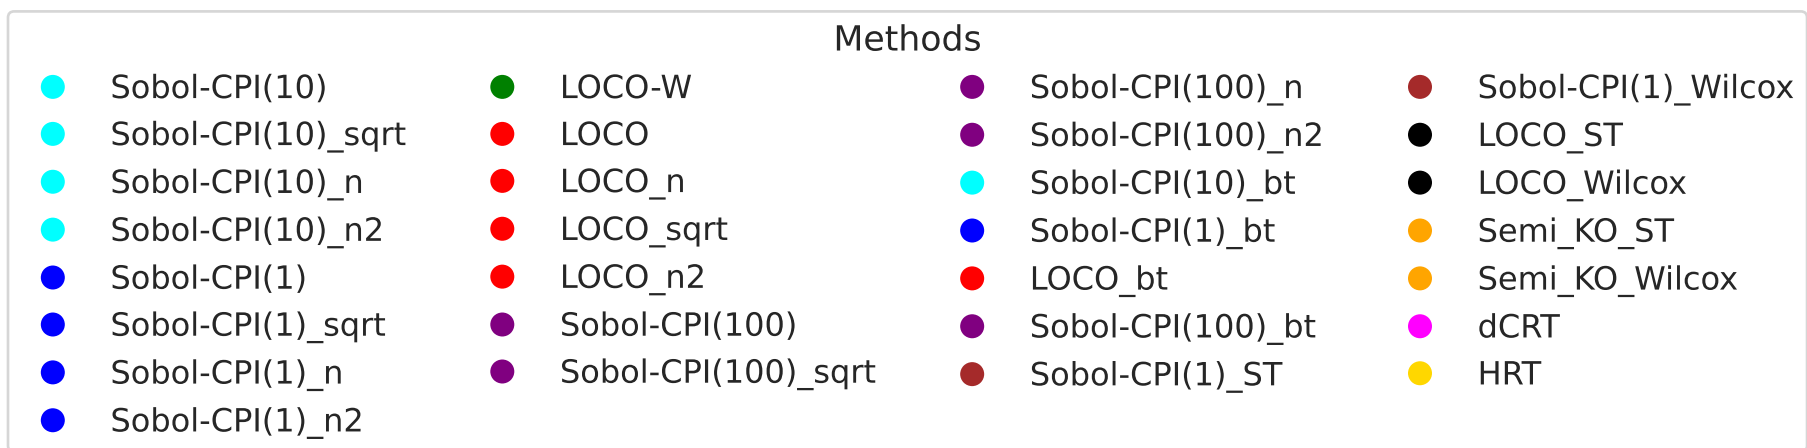 Methods
Sobol-CPI(10)
Sobol-CPI(10)_sqrt
Sobol-CPI(10)_n
Sobol-CPI(10)_n2
Sobol-CPI(1)
Sobol-CPI(1)_sqrt
Sobol-CPI(1)_n
Sobol-CPI(1)_n2
LOCO-W
LOCO
LOCO_n
LOCO_sqrt
LOCO_n2
Sobol-CPI(100)
Sobol-CPI(100)_sqrt
Sobol-CPI(100)_n
Sobol-CPI(100)_n2
Sobol-CPI(10)_bt
Sobol-CPI(1)_bt
LOCO_bt
Sobol-CPI(100)_bt
Sobol-CPI(1)_ST
Sobol-CPI(1)_Wilcox
LOCO_ST
LOCO_Wilcox
Semi_KO_ST
Semi_KO_Wilcox
dCRT
HRT